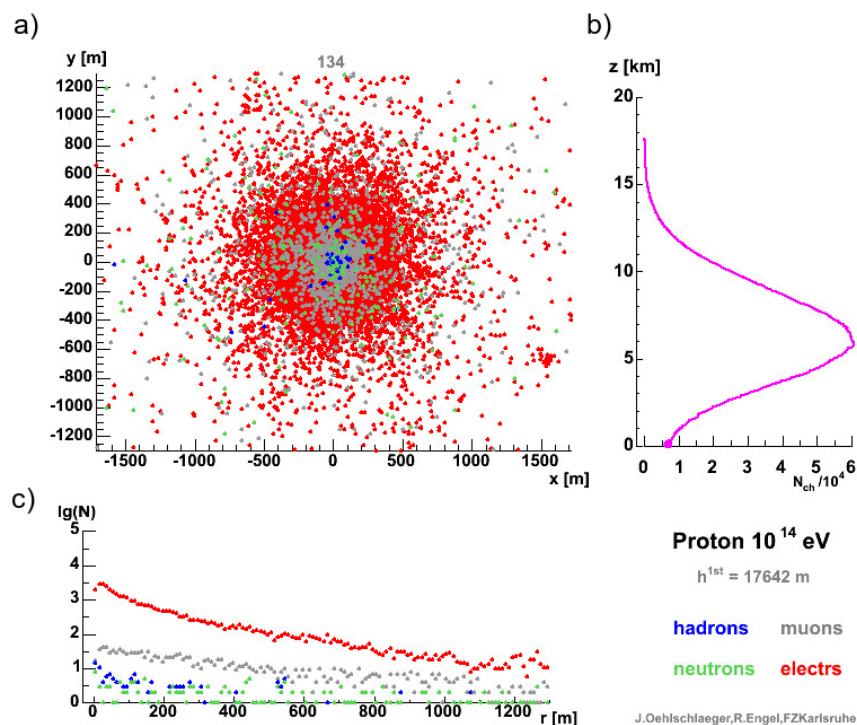 a)
b)
y [m]
134
1200
1000
800
600
400
200
0
-200
-400
-600
-800
-1000
-1200
-1500 -1000 -500 0 500 1000 1500
x [m]
z [km]
20
15
10
5
0
0 1 2 3 4 5 6
N_ch /10^4
c)
lg(N)
5
4
3
2
1
0
0 200 400 600 800 1000 1200
r [m]
Proton 10^14 eV
h^1st = 17642 m
hadrons muons
neutrons electrs
J.Oehlschlaeger,R.Engel,FZKarlsruhe